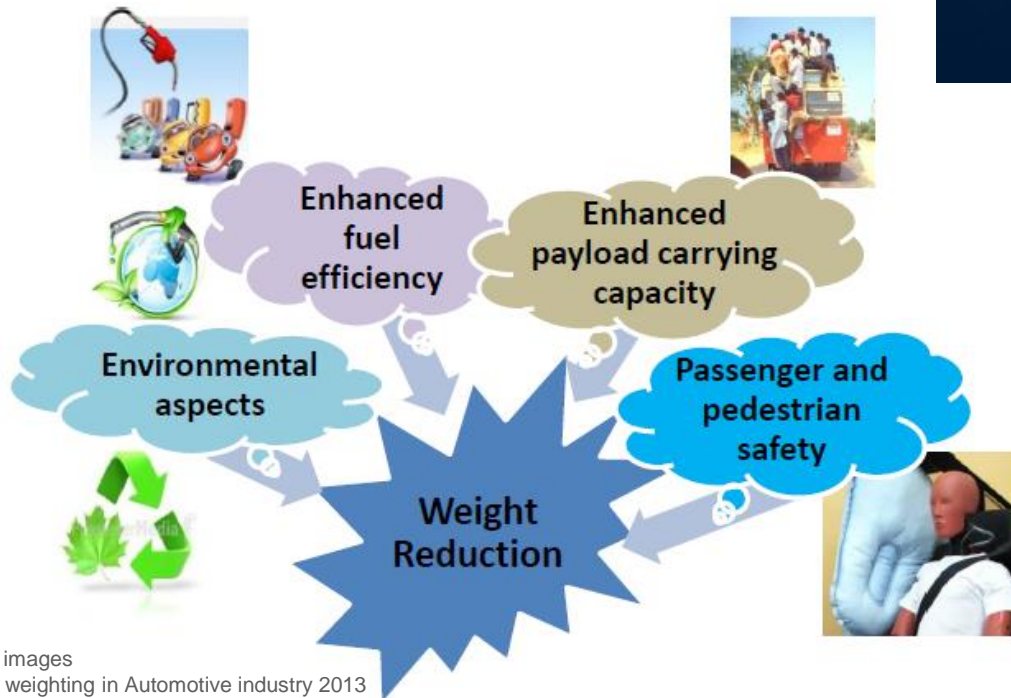 Enhanced
fuel
efficiency
Enhanced
payload carrying
capacity
Environmental
aspects
Passenger and
pedestrian
safety
Weight
Reduction
images
weighting in Automotive industry 2013